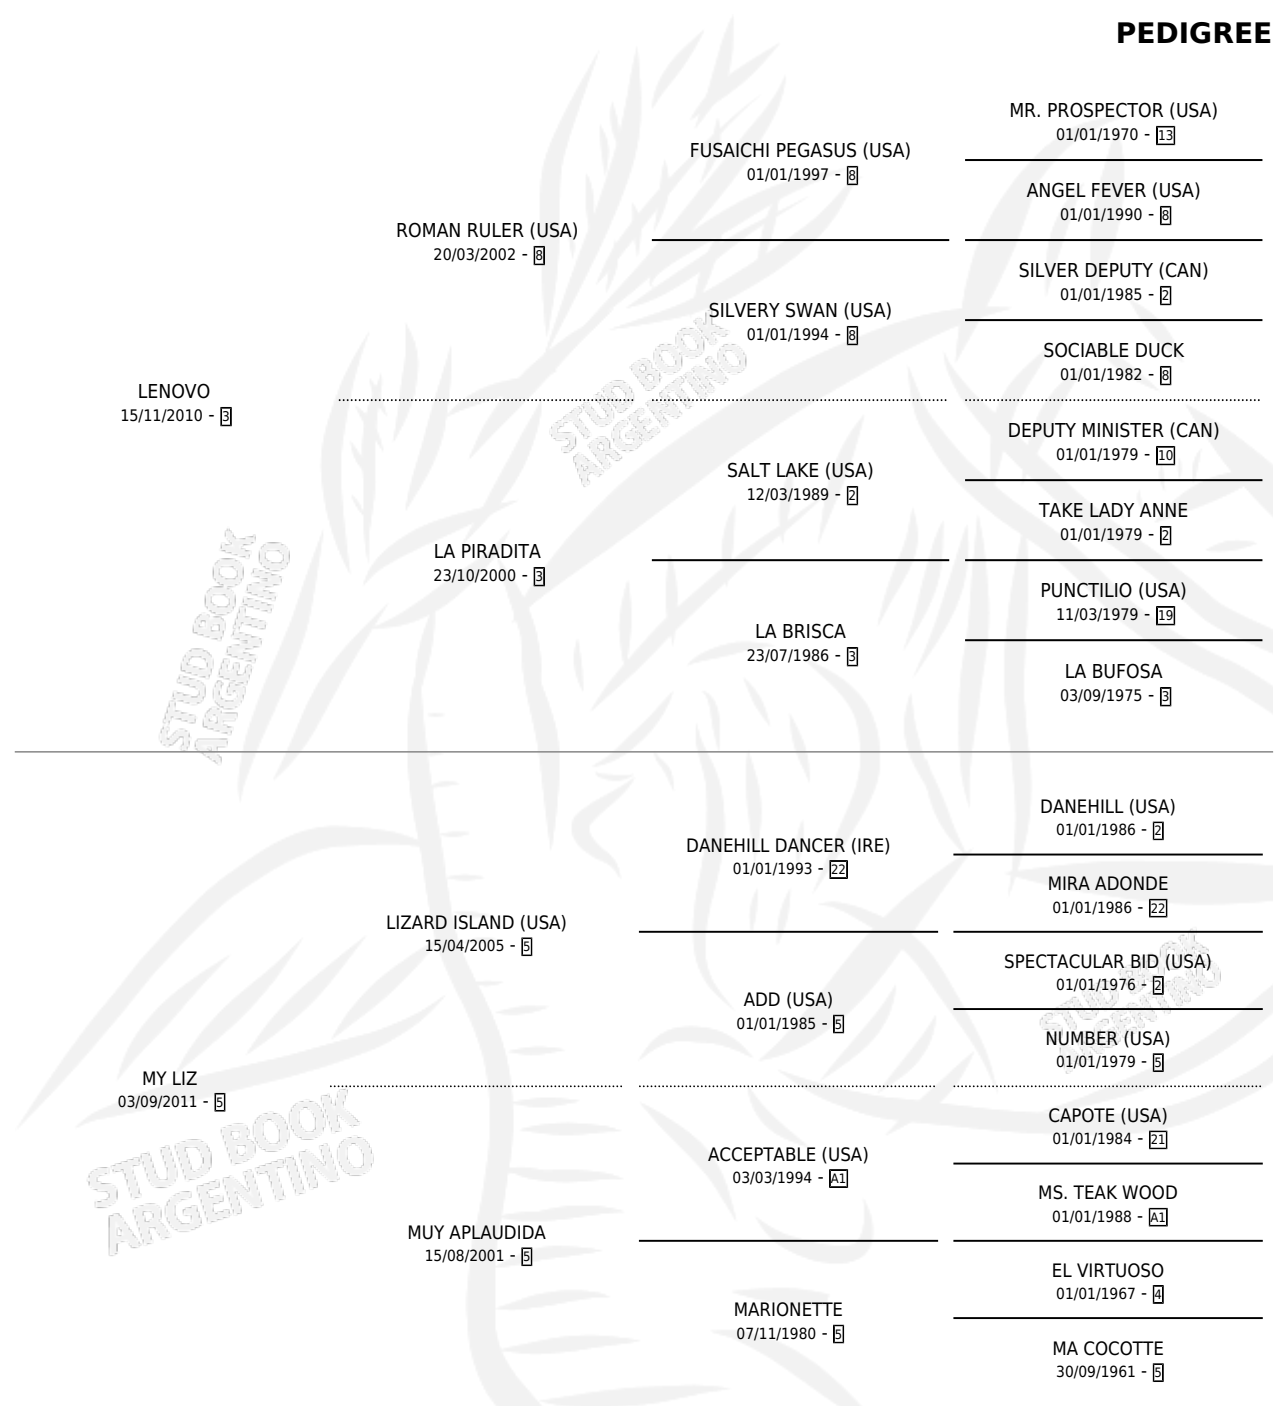 PEDIGREE
MR. PROSPECTOR (USA)
01/01/1970 - 13
FUSAICHI PEGASUS (USA)
01/01/1997 - 8
ANGEL FEVER (USA)
01/01/1990 - 8
ROMAN RULER (USA)
20/03/2002 - 8
SILVER DEPUTY (CAN)
01/01/1985 - 2
SILVERY SWAN (USA)
01/01/1994 - 8
SOCIABLE DUCK
01/01/1982 - 8
STUD BOOK
ARGENTINO
LENOVO
15/11/2010 - 3
DEPUTY MINISTER (CAN)
01/01/1979 - 10
SALT LAKE (USA)
12/03/1989 - 2
TAKE LADY ANNE
01/01/1979 - 2
LA PIRADITA
23/10/2000 - 3
PUNCTILIO (USA)
11/03/1979 - 19
LA BRISCA
23/07/1986 - 3
LA BUFOSA
03/09/1975 - 3
STUD BOOK
ARGENTINO
DANEHILL (USA)
01/01/1986 - 2
DANEHILL DANCER (IRE)
01/01/1993 - 22
MIRA ADONDE
01/01/1986 - 22
LIZARD ISLAND (USA)
15/04/2005 - 5
SPECTACULAR BID (USA)
01/01/1976 - 2
ADD (USA)
01/01/1985 - 5
STUD BOOK
ARGENTINO
NUMBER (USA)
01/01/1979 - 5
MY LIZ
03/09/2011 - 5
CAPOTE (USA)
01/01/1984 - 21
ACCEPTABLE (USA)
03/03/1994 - A1
STUD BOOK
ARGENTINO
MS. TEAK WOOD
01/01/1988 - A1
MUY APLAUDIDA
15/08/2001 - 5
EL VIRTUOSO
01/01/1967 - 4
MARIONETTE
07/11/1980 - 5
MA COCOTTE
30/09/1961 - 5